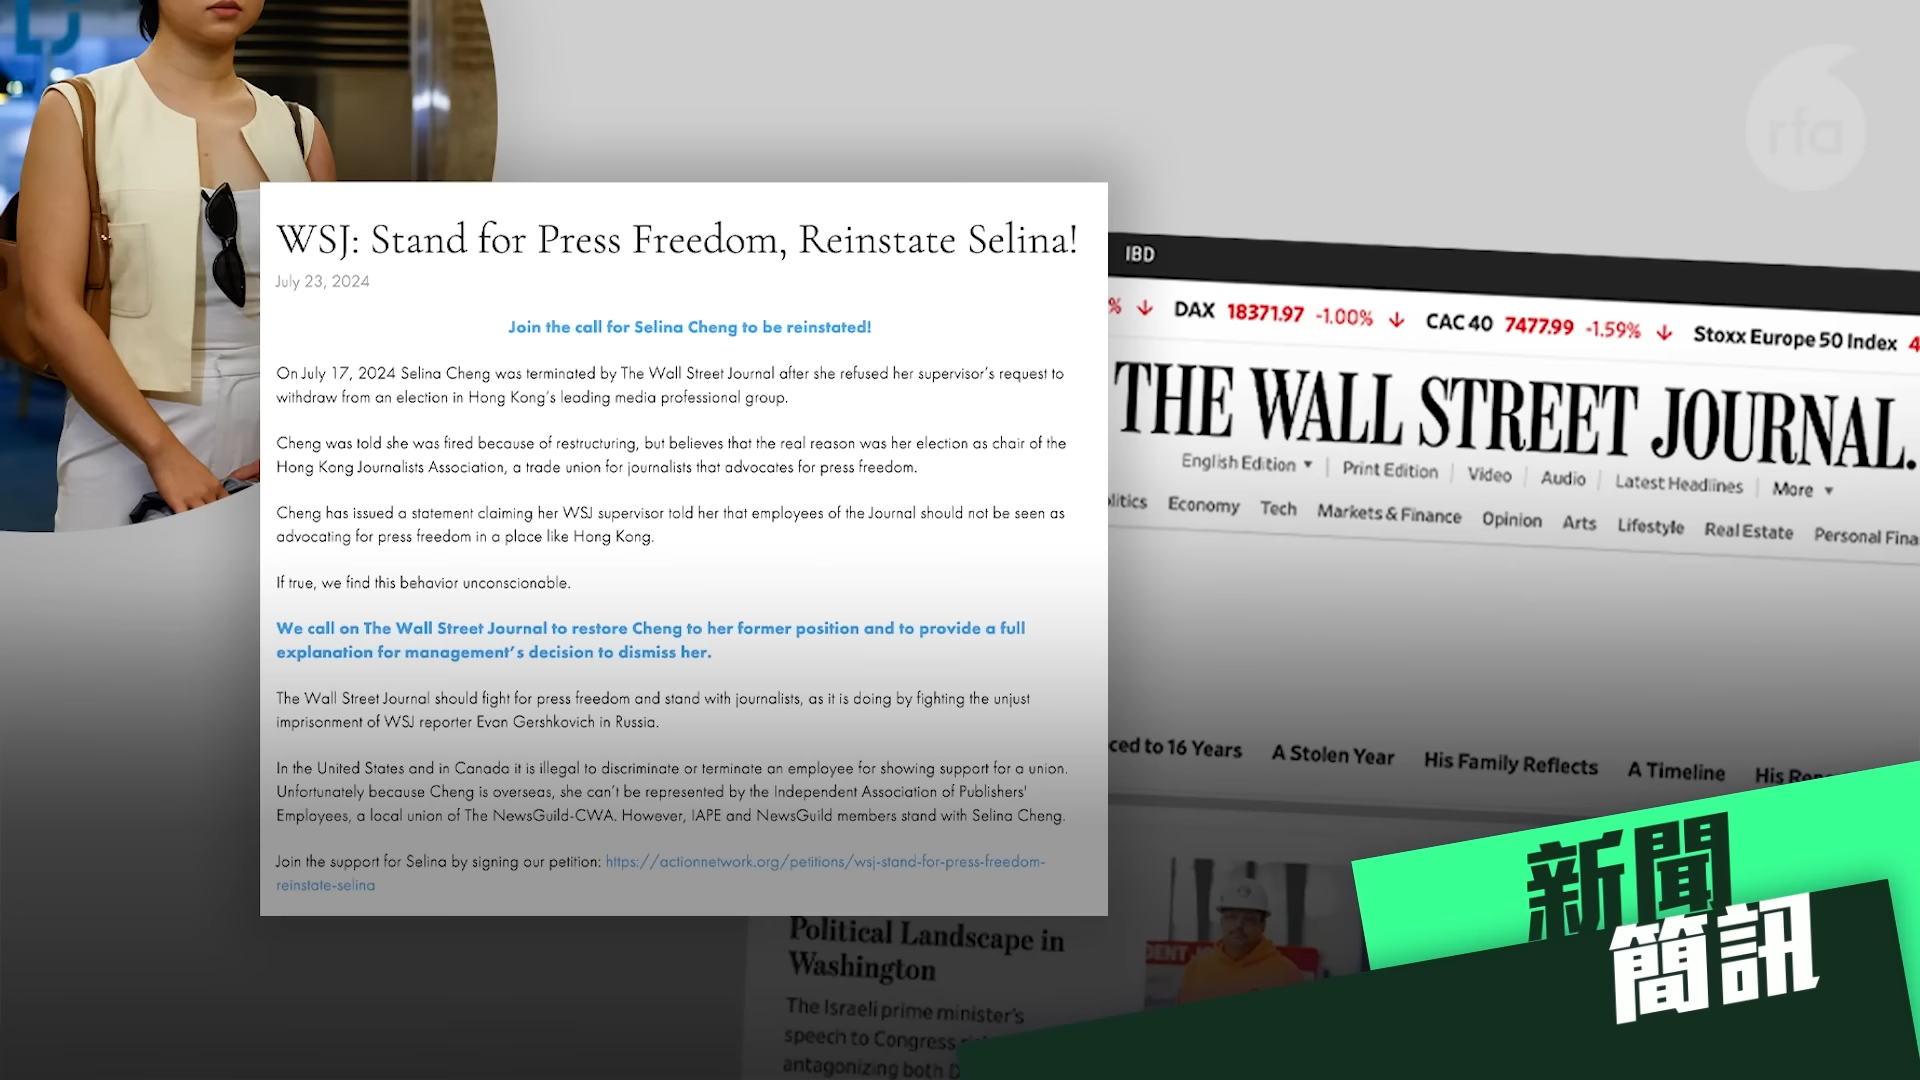 rfa
WSJ: Stand for Press Freedom, Reinstate Selina!
July 23, 2024
Join the call for Selina Cheng to be reinstated!
On July 17, 2024 Selina Cheng was terminated by The Wall Street Journal after she refused her supervisor's request to
withdraw from an election in Hong Kong's leading media professional group.
Cheng was told she was fired because of restructuring, but believes that the real reason was her election as chair of the
Hong Kong Journalists Association, a trade union for journalists that advocates for press freedom.
Cheng has issued a statement claiming her WSJ supervisor told her that employees of the Journal should not be seen as
advocating for press freedom in a place like Hong Kong.
If true, we find this behavior unconscionable.
We call on The Wall Street Journal to restore Cheng to her former position and to provide a full
explanation for management's decision to dismiss her.
The Wall Street Journal should fight for press freedom and stand with journalists, as it is doing by fighting the unjust
imprisonment of WSJ reporter Evan Gershkovich in Russia.
In the United States and in Canada it is illegal to discriminate or terminate an employee for showing support for a union.
Unfortunately because Cheng is overseas, she can't be represented by the Independent Association of Publishers'
Employees, a local union of The NewsGuild-CWA. However, IAPE and NewsGuild members stand with Selina Cheng.
Join the support for Selina by signing our petition: https://actionnetwork.org/petitions/wsj-stand-for-press-freedom-
reinstate-selina
IBD
% DAX 18371.97 -1.00% CAC 40 7477.99 -1.59% Stoxx Europe 50 Index 4
THE WALL STREET JOURNAL.
English Edition Print Edition Video Audio Latest Headlines More
litics Economy Tech Markets & Finance Opinion Arts Lifestyle Real Estate Personal Fina
ced to 16 Years A Stolen Year His Family Reflects A Timeline His
Political Landscape in
Washington
The Israeli prime minister's
speech to Congress
antagonizing both D
新聞
簡訊